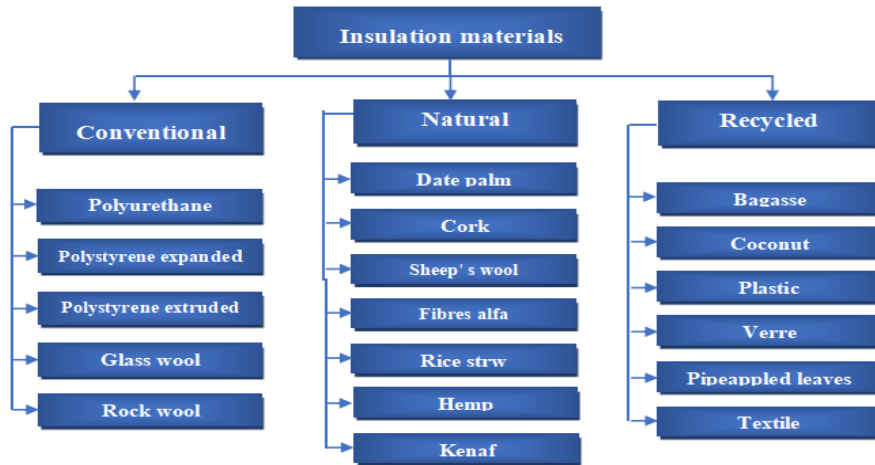 Insulation materials
Conventional
Polyurethane
Polystyrene expanded
Polystyrene extruded
Glass wool
Rock wool
Natural
Date palm
Cork
Sheep's wool
Fibres alfa
Rice strw
Hemp
Kenaf
Recycled
Bagasse
Coconut
Plastic
Verre
Pipeappled leaves
Textile